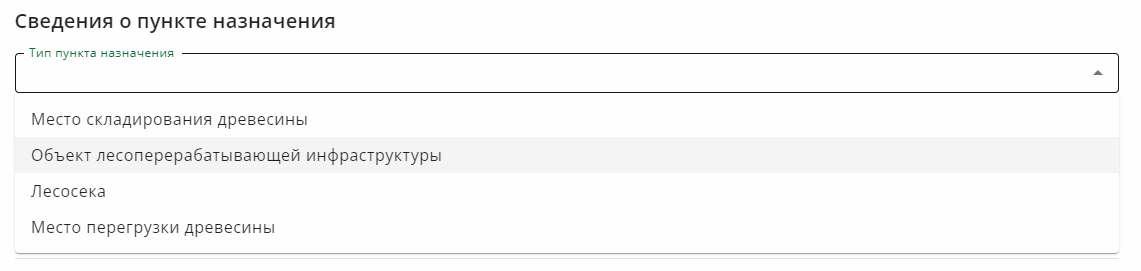 Сведения о пункте назначения
Тип пункта назначения
Место складирования древесины
Объект лесоперерабатывающей инфраструктуры
Лесосека
Место перегрузки древесины